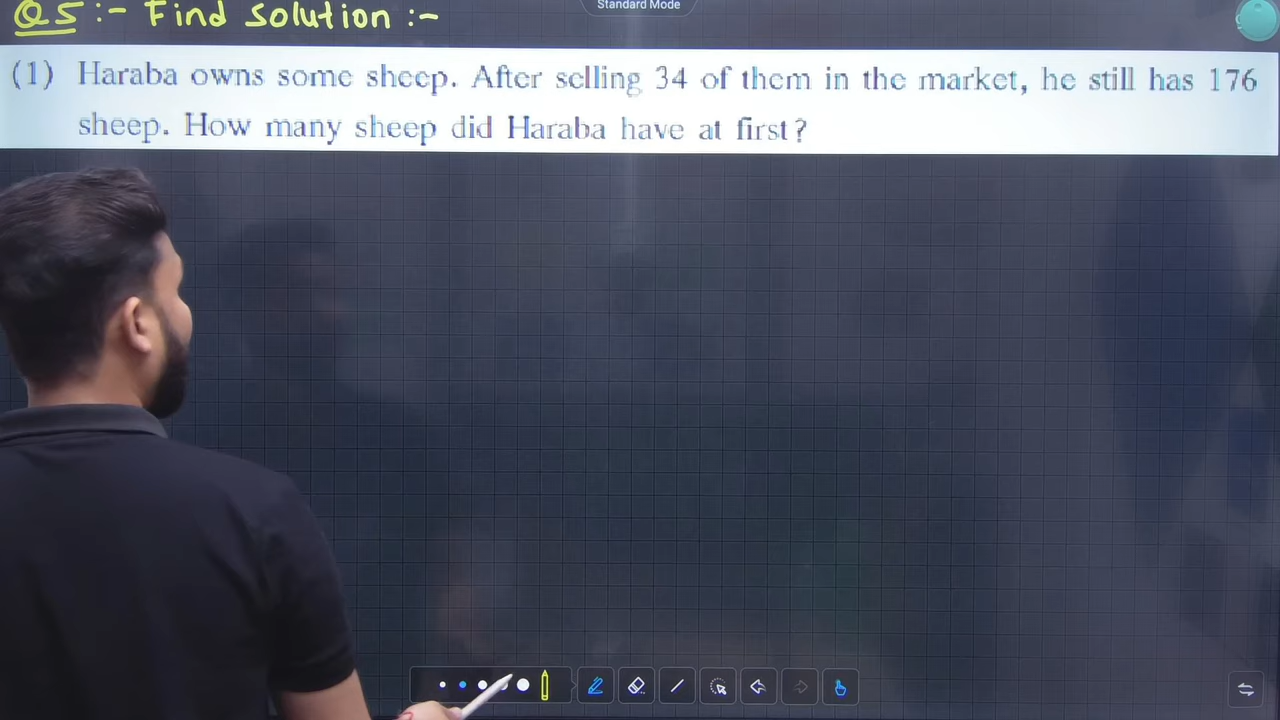 Standard Mode
Q5 :- Find solution :-
(1) Haraba owns some sheep. After selling 34 of them in the market, he still has 176
sheep. How many sheep did Haraba have at first?